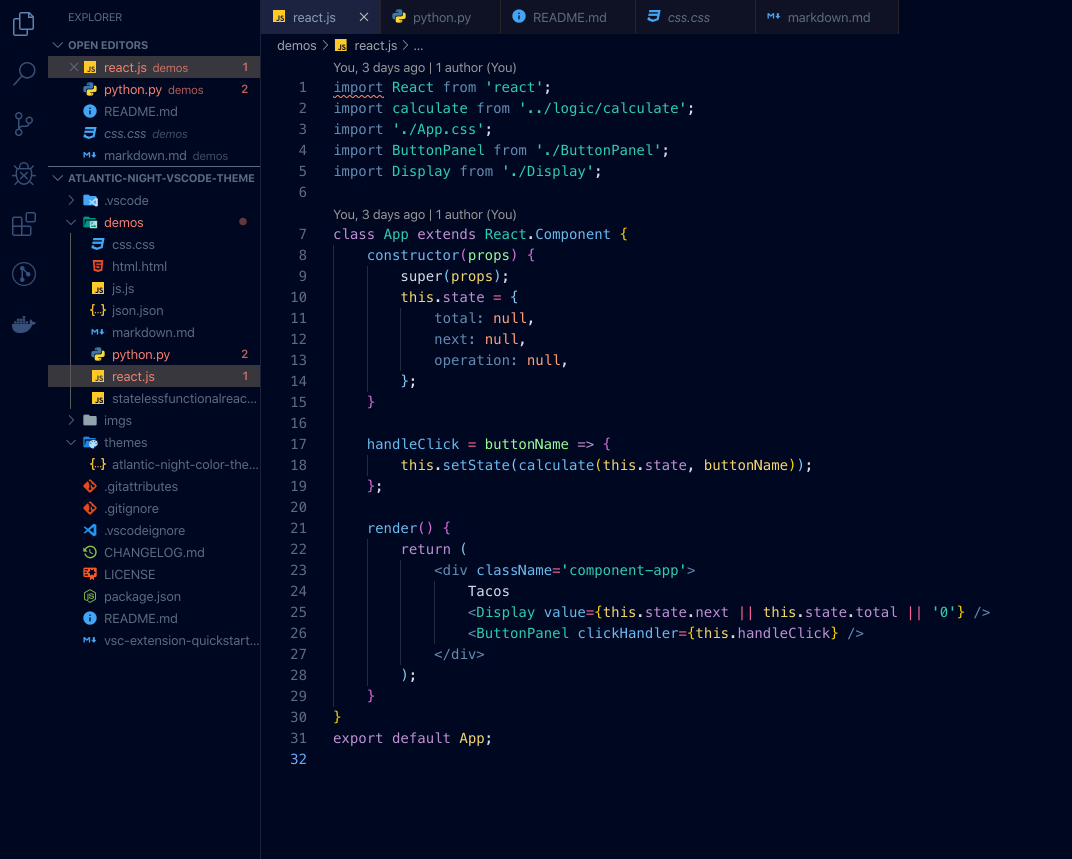 EXPLORER
OPEN EDITORS
react.js demos 1
python.py demos 2
README.md
css.css demos
markdown.md demos
ATLANTIC-NIGHT-VSCODE-THEME
.vscode
demos
css.css
html.html
js.js
json.json
markdown.md
python.py 2
react.js 1
statelessfunctionalreac...
imgs
themes
atlantic-night-color-the...
.gitattributes
.gitignore
.vscodeignore
CHANGELOG.md
LICENSE
package.json
README.md
vsc-extension-quickstart...
react.js python.py README.md css.css markdown.md
demos > react.js > ...
You, 3 days ago | 1 author (You)
1 import React from 'react';
2 import calculate from '../logic/calculate';
3 import './App.css';
4 import ButtonPanel from './ButtonPanel';
5 import Display from './Display';
6
You, 3 days ago | 1 author (You)
7 class App extends React.Component {
8 constructor(props) {
9 super(props);
10 this.state = {
11 total: null,
12 next: null,
13 operation: null,
14 };
15 }
16
17 handleClick = buttonName => {
18 this.setState(calculate(this.state, buttonName));
19 };
20
21 render() {
22 return (
23 <div className='component-app'>
24 Tacos
25 <Display value={this.state.next || this.state.total || '0'} />
26 <ButtonPanel clickHandler={this.handleClick} />
27 </div>
28 );
29 }
30 }
31 export default App;
32